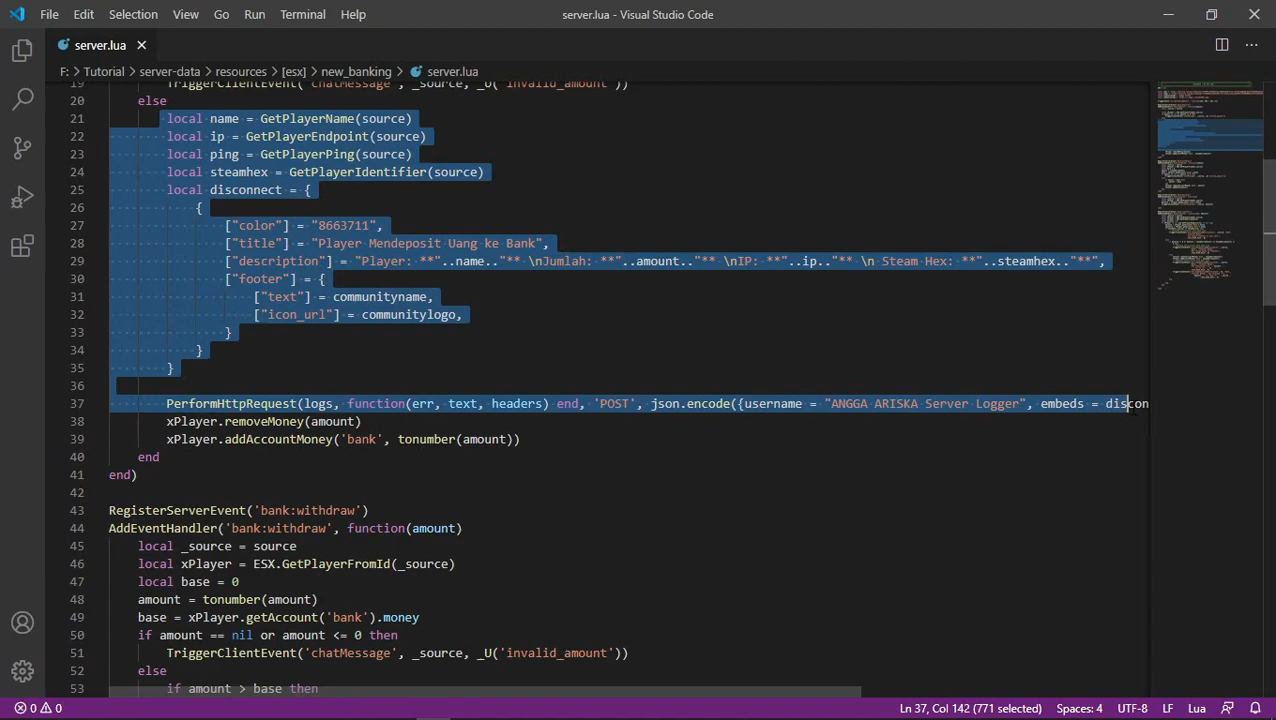 File Edit Selection View Go Run Terminal Help server.lua - Visual Studio Code
server.lua
F: > Tutorial > server-data > resources > [esx] > new_banking > server.lua
19 TriggerClientEvent('chatMessage', _source, _U('invalid_amount'))
20 else
21 local name = GetPlayerName(source)
22 local ip = GetPlayerEndpoint(source)
23 local ping = GetPlayerPing(source)
24 local steamhex = GetPlayerIdentifier(source)
25 local disconnect = {
26 {
27 ["color"] = "8663711",
28 ["title"] = "Player Mendeposit Uang ke Bank",
29 ["description"] = "Player: **"..name.."** \nJumlah: **"..amount.."** \nIP: **"..ip.."** \n Steam Hex: **"..steamhex.."**",
30 ["footer"] = {
31 ["text"] = communityname,
32 ["icon_url"] = communitylogo,
33 }
34 }
35 }
36
37 PerformHttpRequest(logs, function(err, text, headers) end, 'POST', json.encode({username = "ANGGA ARISKA Server Logger", embeds = discon
38 xPlayer.removeMoney(amount)
39 xPlayer.addAccountMoney('bank', tonumber(amount))
40 end
41 end)
42
43 RegisterServerEvent('bank:withdraw')
44 AddEventHandler('bank:withdraw', function(amount)
45 local _source = source
46 local xPlayer = ESX.GetPlayerFromId(_source)
47 local base = 0
48 amount = tonumber(amount)
49 base = xPlayer.getAccount('bank').money
50 if amount == nil or amount <= 0 then
51 TriggerClientEvent('chatMessage', _source, _U('invalid_amount'))
52 else
53 if amount > base then
0 0 Ln 37, Col 142 (771 selected) Spaces: 4 UTF-8 LF Lua